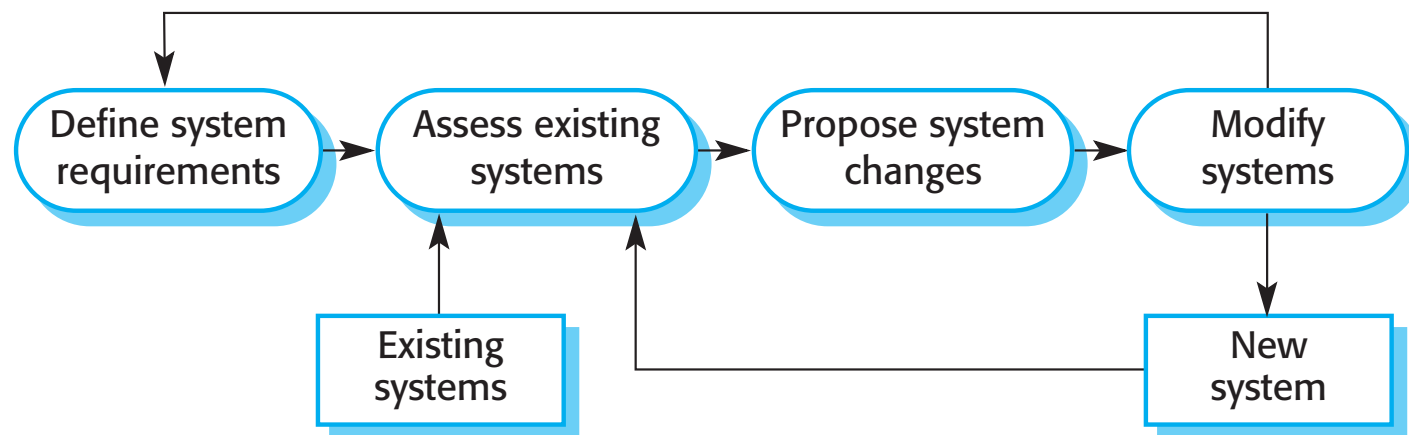 Define system
requirements
Assess existing
systems
Propose system
changes
Modify
systems
Existing
systems
New
system